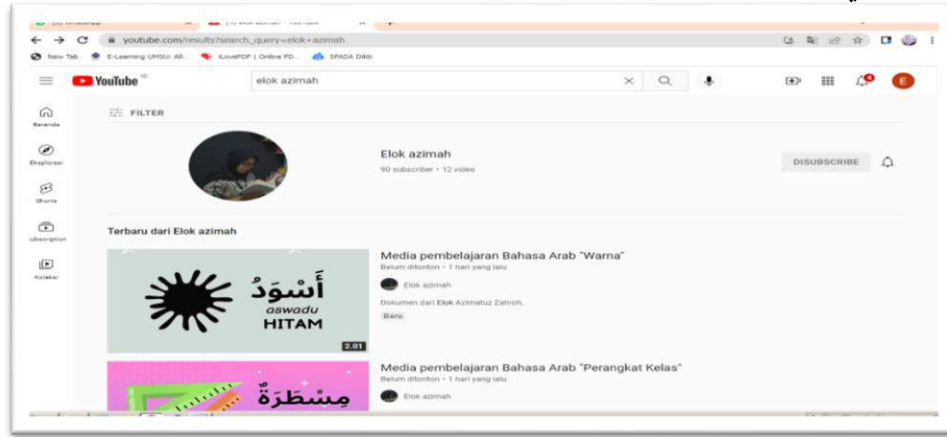 youtube.com/results?search_query=elok+azimah
New Tab E-Learning UMSU: All... iLovePDF | Online PD... SPADA Dikti
YouTube ID elok azimah E
FILTER
Beranda
Eksplorasi
Shorts
Koleksi
Elok azimah
90 subscriber • 12 video
DISUBSCRIBE
Terbaru dari Elok azimah
أَسْوَدُ
aswadu
HITAM
2.01
Media pembelajaran Bahasa Arab "Warna"
Belum ditonton • 1 hari yang lalu
Elok azimah
Dokumen dari Elok Azimatuz Zahroh.
Baru
مِسْطَرَةٌ
Media pembelajaran Bahasa Arab "Perangkat Kelas"
Belum ditonton • 1 hari yang lalu
Elok azimah